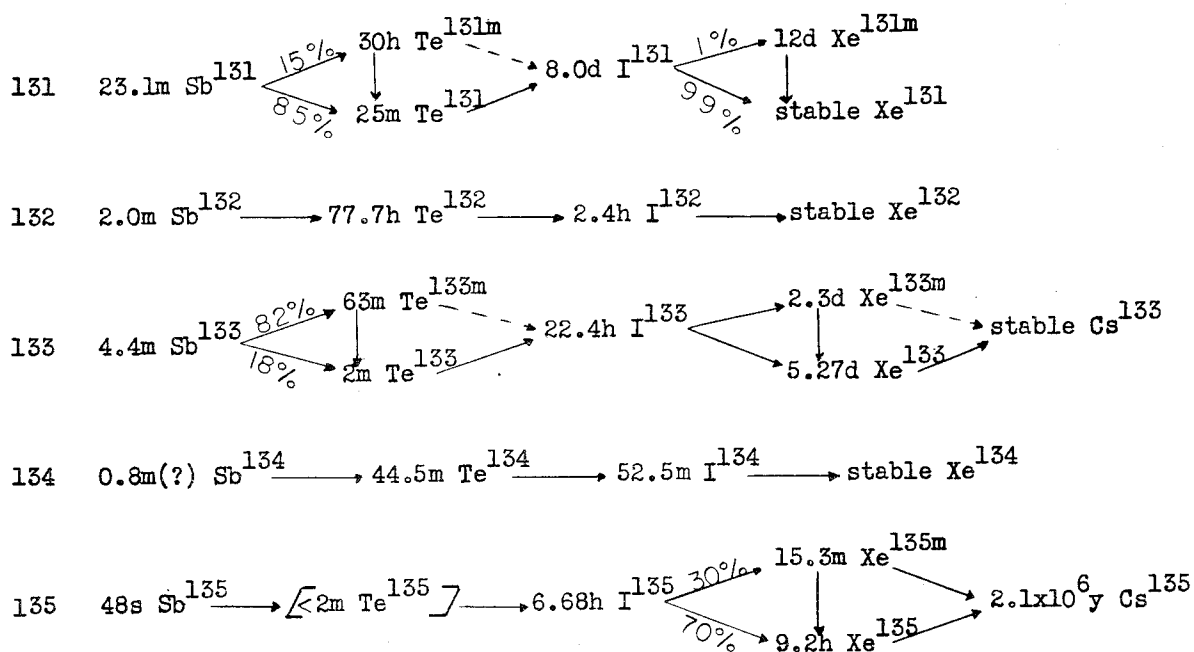 30h Te131m
12d Xe131m
15%
1%
131 23.1m Sb131
8.0d I131
85%
99%
25m Te131
stable Xe131
132 2.0m Sb132 77.7h Te132 2.4h I132 stable Xe132
63m Te133m
2.3d Xe133m
82%
133 4.4m Sb133
22.4h I133
stable Cs133
18%
2m Te133
5.27d Xe133
134 0.8m(?) Sb134 44.5m Te134 52.5m I134 stable Xe134
15.3m Xe135m
30%
135 48s Sb135 [<2m Te135] 6.68h I135
2.1x10^6y Cs135
70%
9.2h Xe135